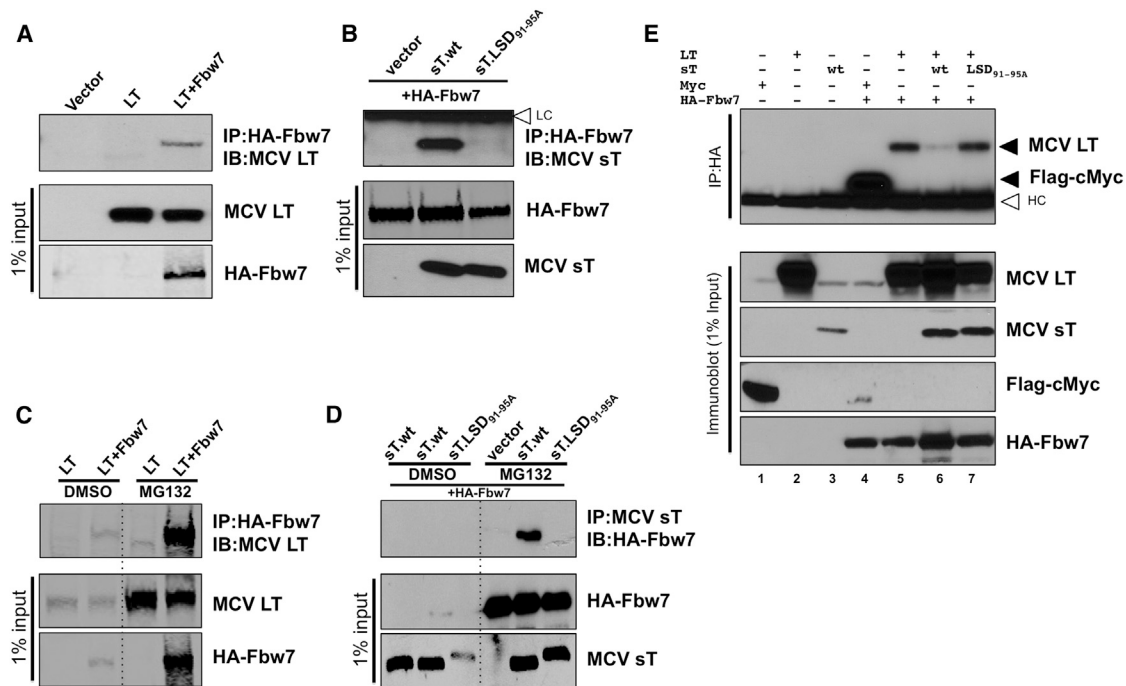 A
Vector
LT
LT+Fbw7
IP:HA-Fbw7
IB:MCV LT
1% input
MCV LT
HA-Fbw7
B
vector
sT.wt
sT.LSD91-95A
+HA-Fbw7
LC
IP:HA-Fbw7
IB:MCV sT
1% input
HA-Fbw7
MCV sT
C
LT
LT+Fbw7
LT
LT+Fbw7
DMSO
MG132
IP:HA-Fbw7
IB:MCV LT
1% input
MCV LT
HA-Fbw7
D
sT.wt
sT.wt
sT.LSD91-95A
vector
sT.wt
sT.LSD91-95A
DMSO
MG132
+HA-Fbw7
IP:MCV sT
IB:HA-Fbw7
1% input
HA-Fbw7
MCV sT
E
LT - + - - + + +
sT - - wt - - wt LSD91-95A
Myc + - - + - - -
HA-Fbw7 - - - + + + +
IP:HA
MCV LT
Flag-cMyc
HC
Immunoblot (1% Input)
MCV LT
MCV sT
Flag-cMyc
HA-Fbw7
1 2 3 4 5 6 7